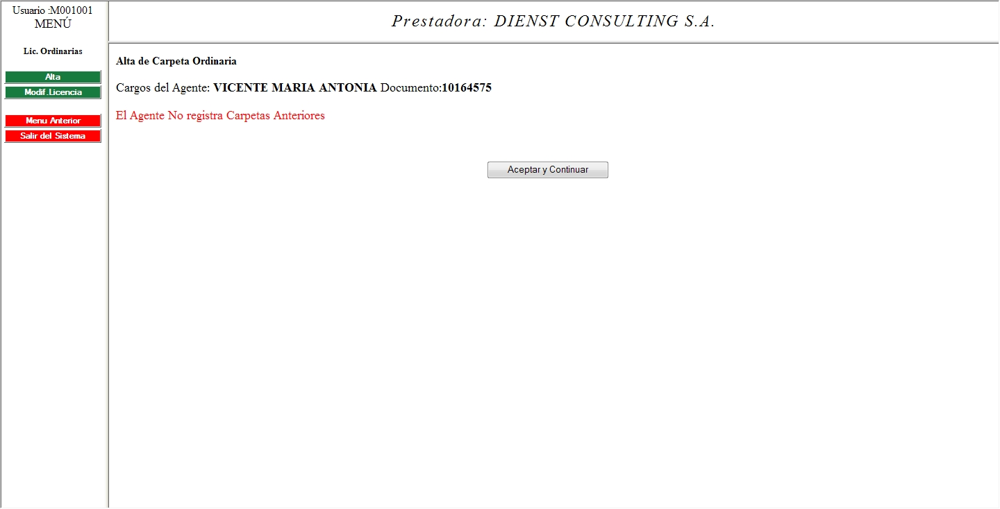 Usuario :M001001
MENÚ
Lic. Ordinarias
Alta
Modif.Licencia
Menu Anterior
Salir del Sistema
Prestadora: DIENST CONSULTING S.A.
Alta de Carpeta Ordinaria
Cargos del Agente: VICENTE MARIA ANTONIA Documento:10164575
El Agente No registra Carpetas Anteriores
Aceptar y Continuar